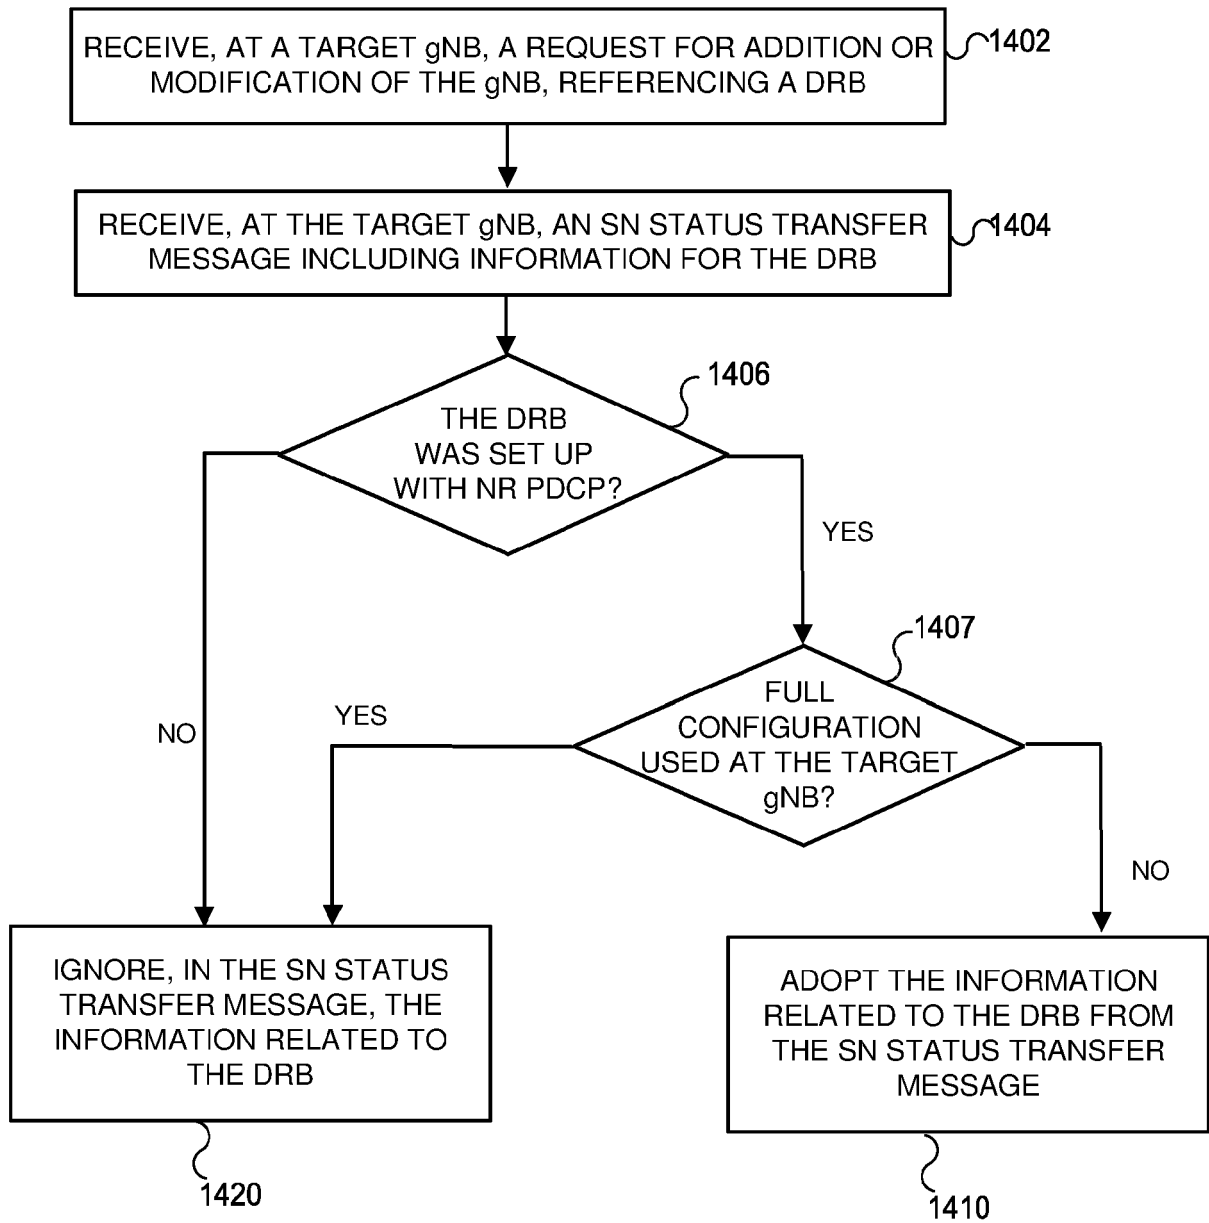 RECEIVE, AT A TARGET gNB, A REQUEST FOR ADDITION OR
MODIFICATION OF THE gNB, REFERENCING A DRB
1402
RECEIVE, AT THE TARGET gNB, AN SN STATUS TRANSFER
MESSAGE INCLUDING INFORMATION FOR THE DRB
1404
1406
THE DRB
WAS SET UP
WITH NR PDCP?
YES
1407
FULL
CONFIGURATION
USED AT THE TARGET
gNB?
NO
YES
NO
IGNORE, IN THE SN STATUS
TRANSFER MESSAGE, THE
INFORMATION RELATED TO
THE DRB
ADOPT THE INFORMATION
RELATED TO THE DRB FROM
THE SN STATUS TRANSFER
MESSAGE
1420
1410